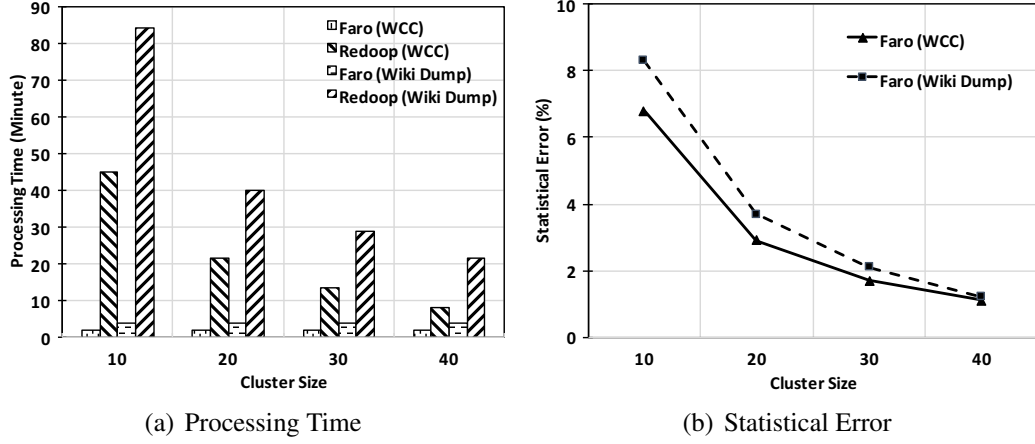 90
80
70
60
50
40
30
20
10
0
Processing Time (Minute)
Faro (WCC)
Redoop (WCC)
Faro (Wiki Dump)
Redoop (Wiki Dump)
10 20 30 40
Cluster Size
(a) Processing Time
10
8
6
4
2
0
Statistical Error (%)
Faro (WCC)
Faro (Wiki Dump)
10 20 30 40
Cluster Size
(b) Statistical Error